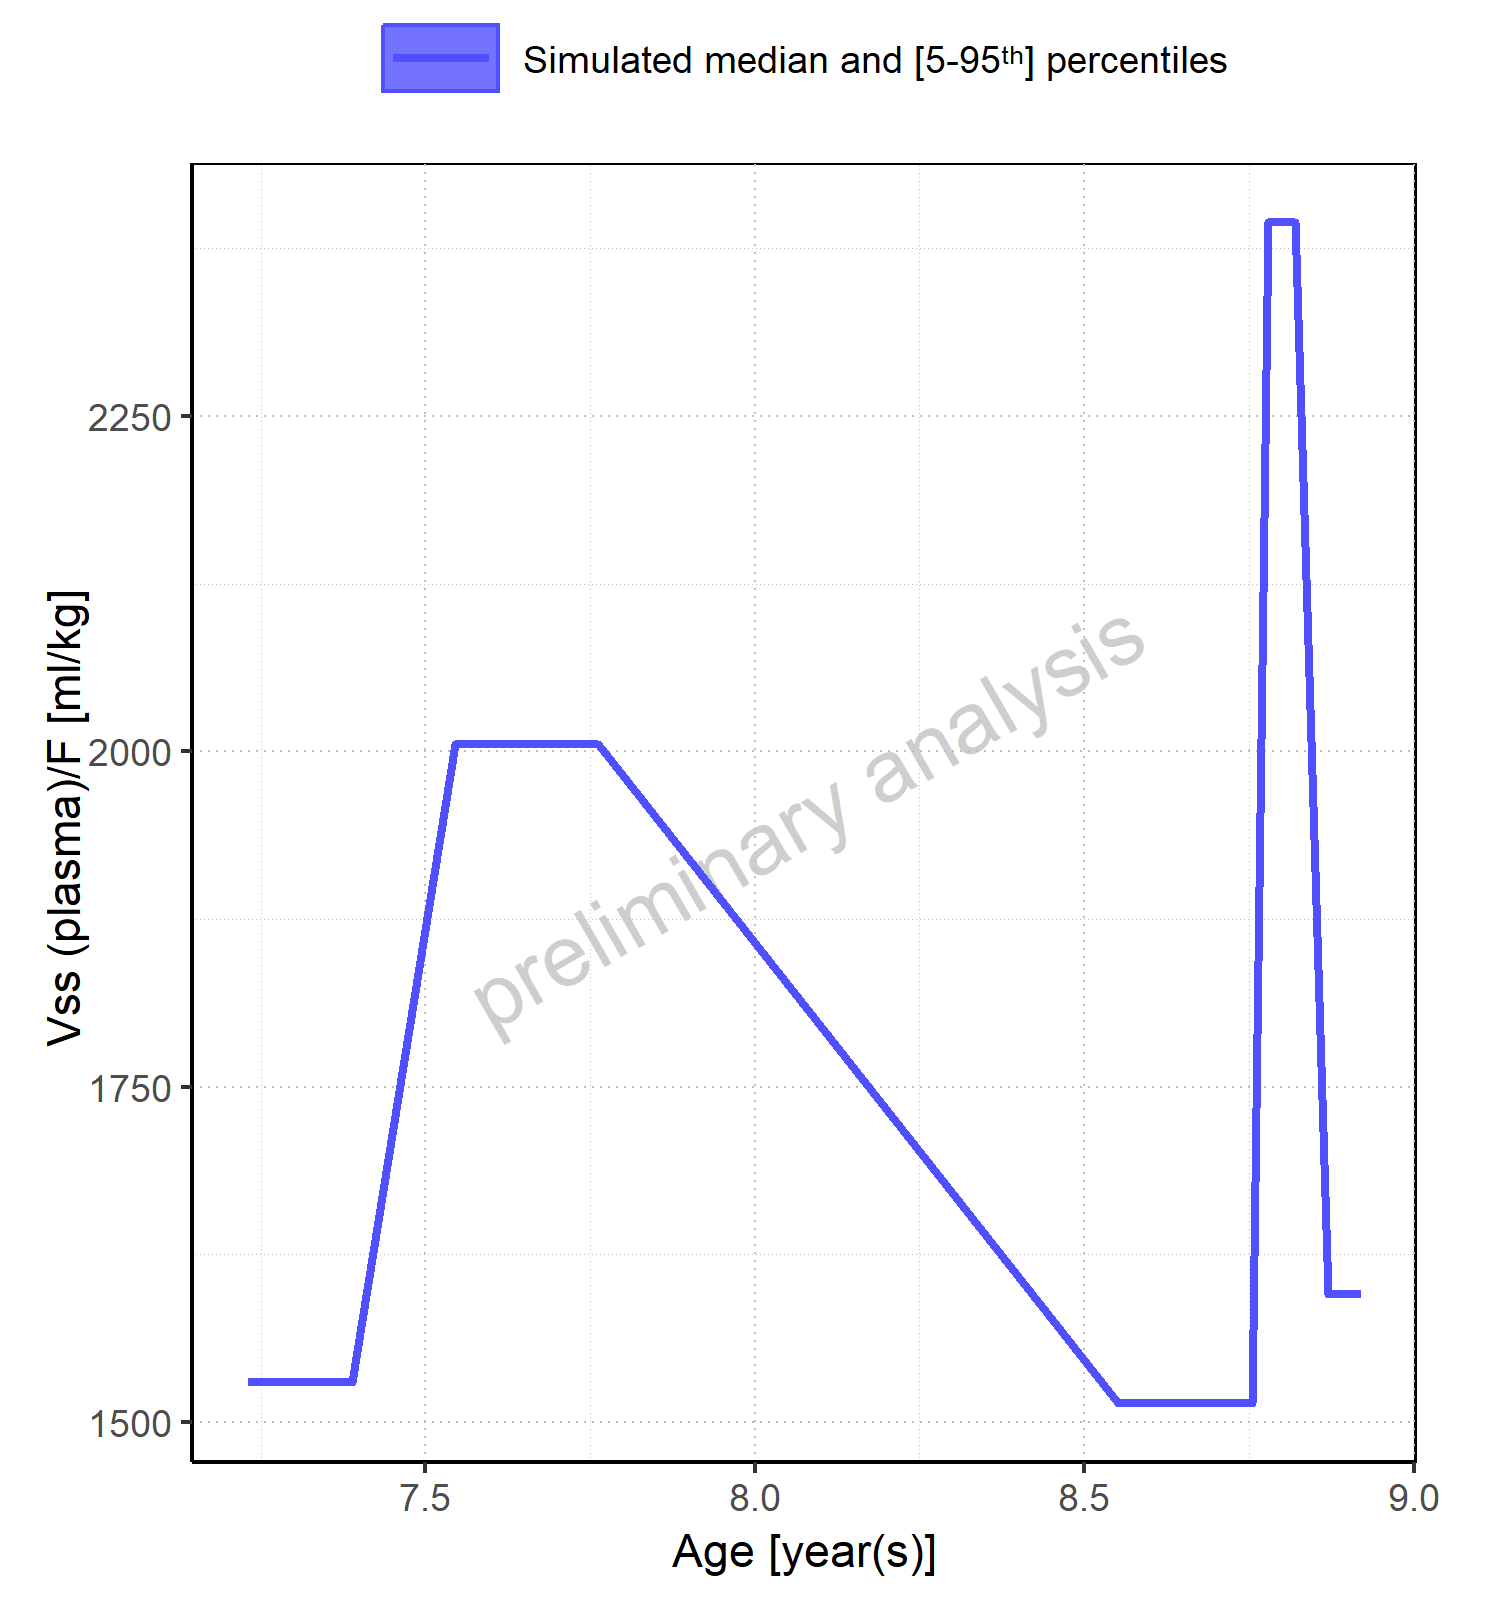 Simulated median and [5-95th] percentiles
Vss (plasma)/F [ml/kg]
2250
2000
1750
1500
preliminary analysis
7.5 8.0 8.5 9.0
Age [year(s)]